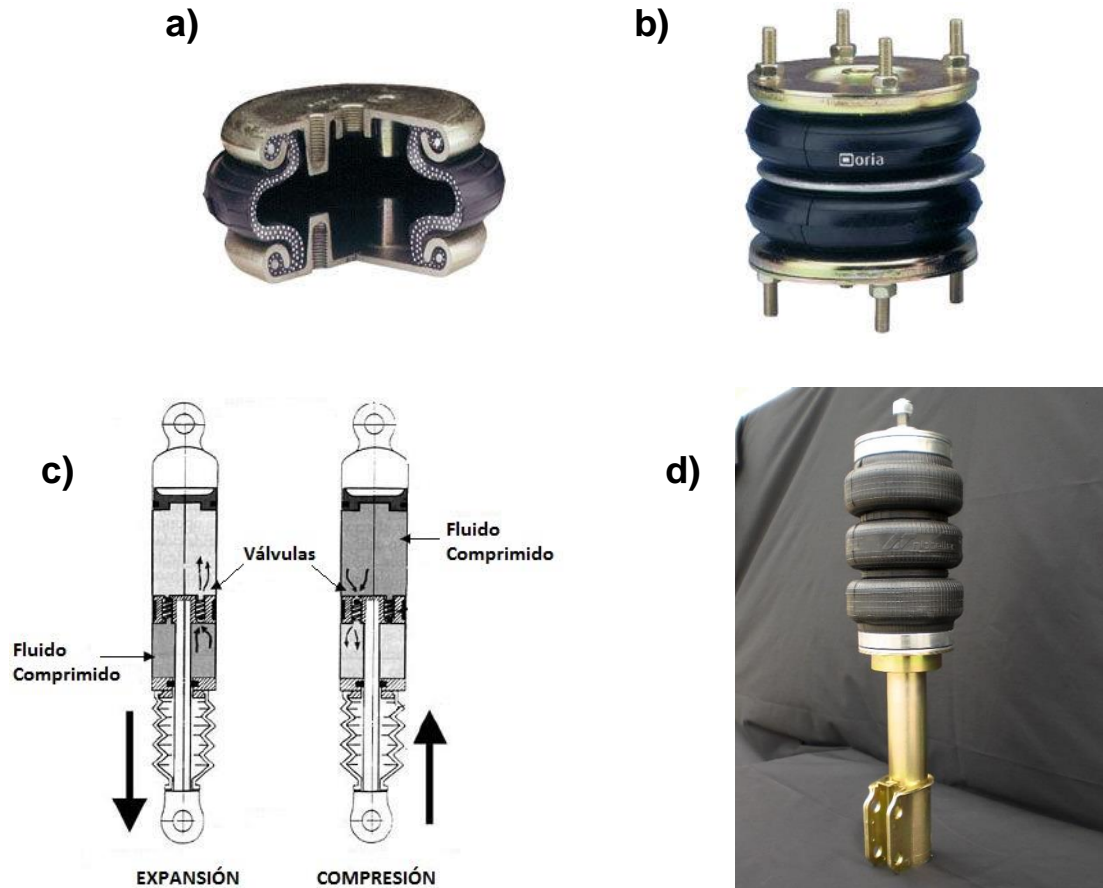 a)
b)
oria
c)
d)
Fluido
Comprimido
Válvulas
Fluido
Comprimido
EXPANSIÓN
COMPRESIÓN